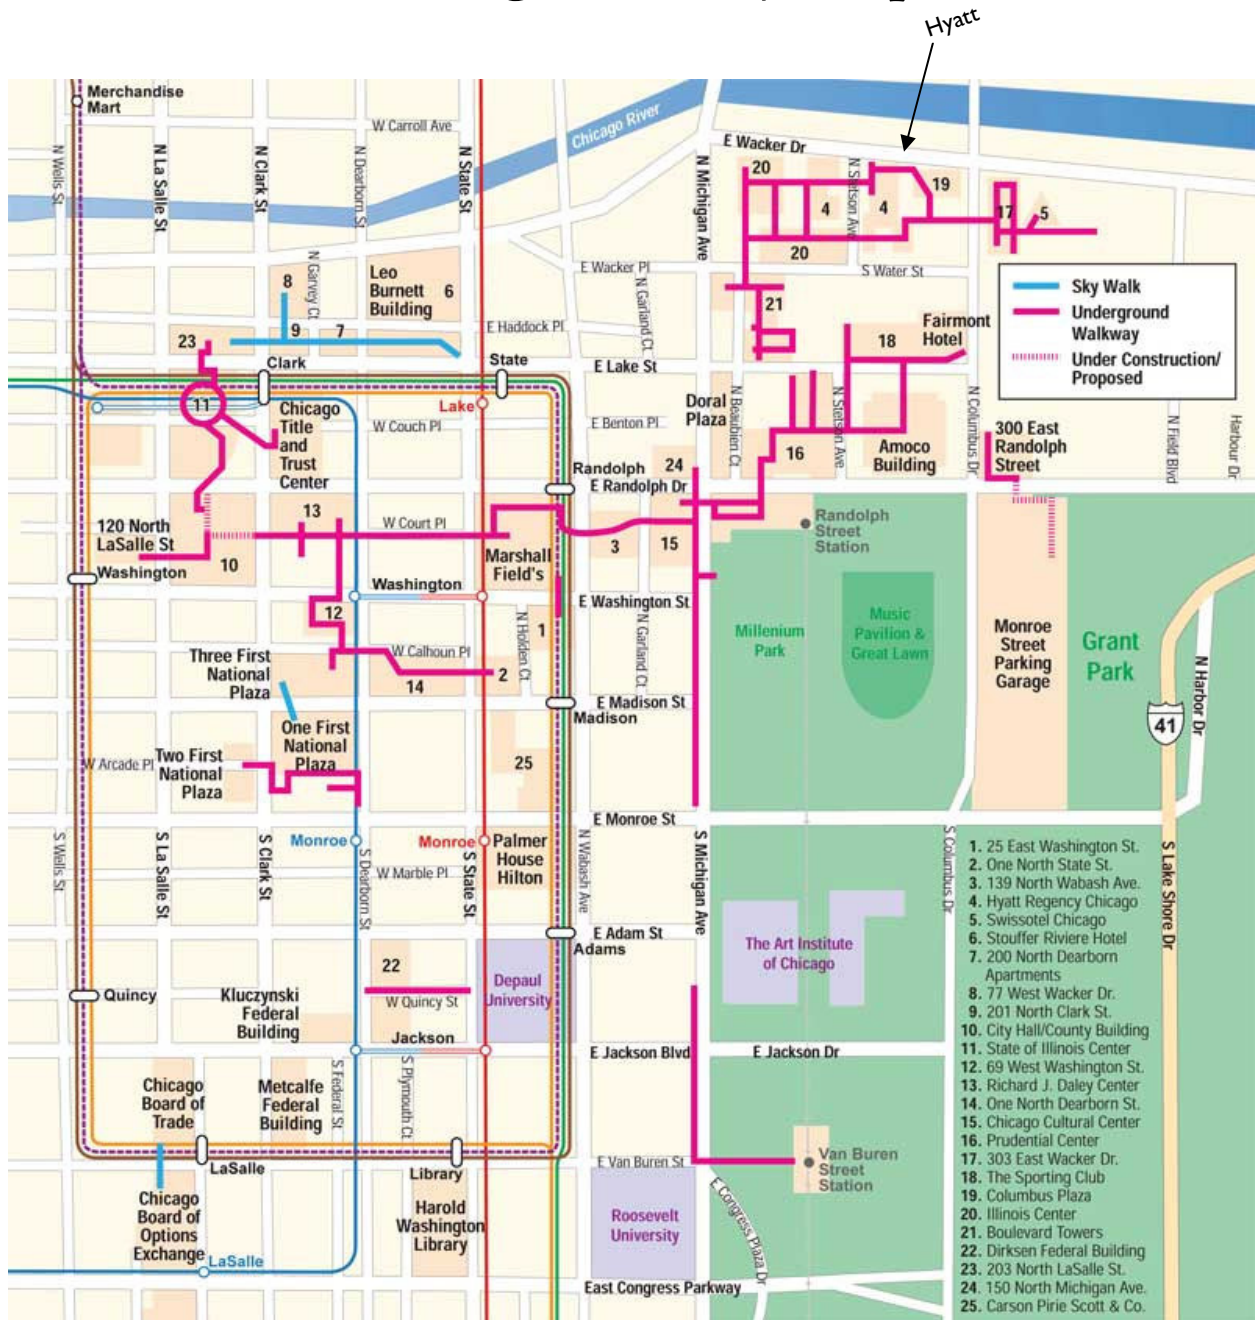 Hyatt
Merchandise
Mart
W Carroll Ave
Chicago River
E Wacker Dr
N Wells St
N La Salle St
N Clark St
N Dearborn St
N State St
N Michigan Ave
N Stetson Ave
20
19
4
4
17
5
20
E Wacker Pl
S Water St
N Garvey Ct
8
Leo
Burnett
Building
6
N Garland Ct
21
Sky Walk
Underground
Walkway
Under Construction/
Proposed
23
9
7
E Haddock Pl
Fairmont
Hotel
18
Clark
State
E Lake St
11
Lake
Chicago
Title
and
Trust
Center
W Couch Pl
E Benton Pl
Doral
Plaza
N Beaubien Ct
N Stetson Ave
N Columbus Dr
N Field Blvd
Harbour Dr
16
Amoco
Building
300 East
Randolph
Street
24
Randolph
E Randolph Dr
13
W Court Pl
120 North
LaSalle St
10
Marshall
Field's
3
15
Randolph
Street
Station
Washington
Washington
12
E Washington St
N Holden Ct
1
N Garland Ct
Millenium
Park
Music
Pavilion &
Great Lawn
Monroe
Street
Parking
Garage
Grant
Park
N Harbor Dr
Three First
National
Plaza
W Calhoun Pl
14
2
E Madison St
Madison
41
One First
National
Plaza
W Arcade Pl
Two First
National
Plaza
25
E Monroe St
Monroe
Monroe
Palmer
House
Hilton
S Wells St
S La Salle St
S Clark St
S Dearborn St
W Marble Pl
S State St
N Wabash Ave
S Michigan Ave
S Columbus Dr
S Lake Shore Dr
E Adam St
Adams
The Art Institute
of Chicago
22
Depaul
University
Quincy
Kluczynski
Federal
Building
W Quincy St
Jackson
E Jackson Blvd
E Jackson Dr
Chicago
Board of
Trade
Metcalfe
Federal
Building
S Federal St
S Plymouth Ct
LaSalle
Library
E Van Buren St
Van Buren
Street
Station
Chicago
Board of
Options
Exchange
Harold
Washington
Library
Roosevelt
University
E Congress Plaza Dr
LaSalle
East Congress Parkway
1. 25 East Washington St.
2. One North State St.
3. 139 North Wabash Ave.
4. Hyatt Regency Chicago
5. Swissotel Chicago
6. Stouffer Riviere Hotel
7. 200 North Dearborn
Apartments
8. 77 West Wacker Dr.
9. 201 North Clark St.
10. City Hall/County Building
11. State of Illinois Center
12. 69 West Washington St.
13. Richard J. Daley Center
14. One North Dearborn St.
15. Chicago Cultural Center
16. Prudential Center
17. 303 East Wacker Dr.
18. The Sporting Club
19. Columbus Plaza
20. Illinois Center
21. Boulevard Towers
22. Dirksen Federal Building
23. 203 North LaSalle St.
24. 150 North Michigan Ave.
25. Carson Pirie Scott & Co.